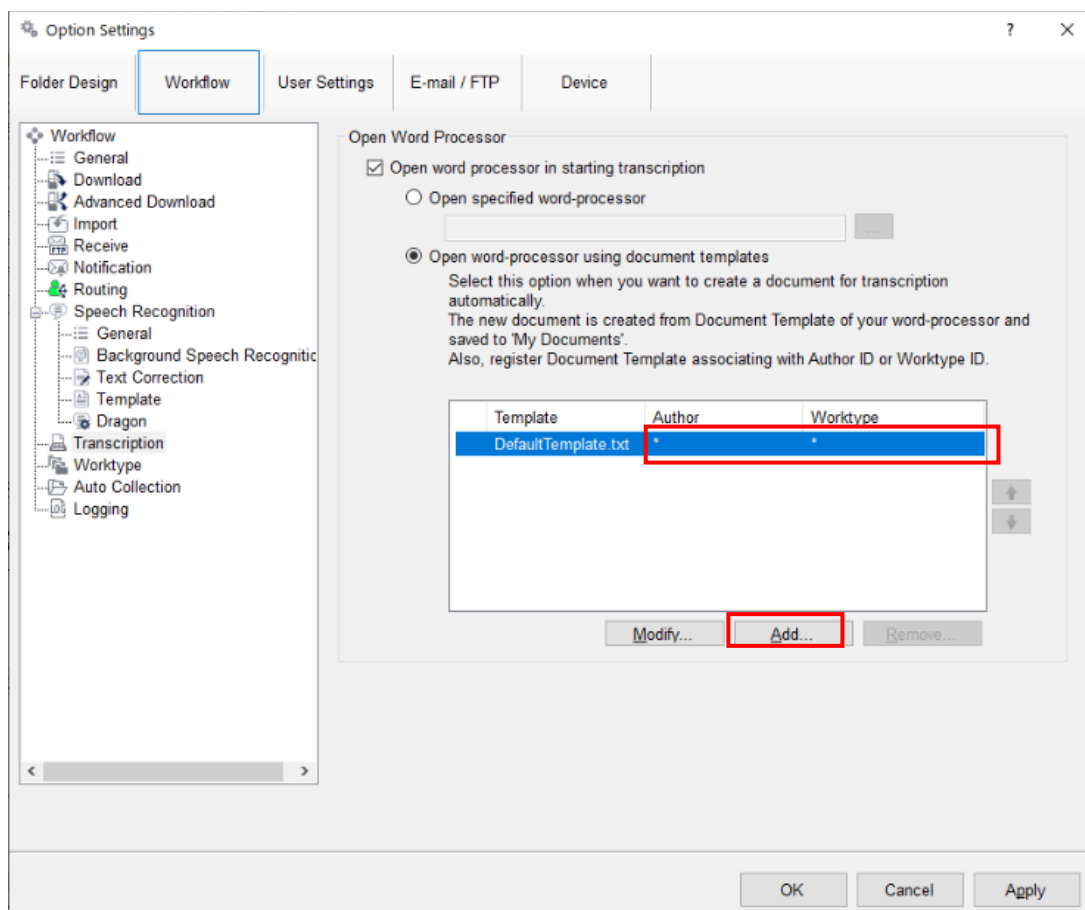 Option Settings
?
Folder Design
Workflow
User Settings
E-mail / FTP
Device
Workflow
General
Download
Advanced Download
Import
Receive
Notification
Routing
Speech Recognition
General
Background Speech Recognitic
Text Correction
Template
Dragon
Transcription
Worktype
Auto Collection
Logging
Open Word Processor
Open word processor in starting transcription
Open specified word-processor
...
Open word-processor using document templates
Select this option when you want to create a document for transcription
automatically.
The new document is created from Document Template of your word-processor and
saved to 'My Documents'.
Also, register Document Template associating with Author ID or Worktype ID.
Template Author Worktype
DefaultTemplate.txt * *
Modify... Add... Remove...
OK Cancel Apply